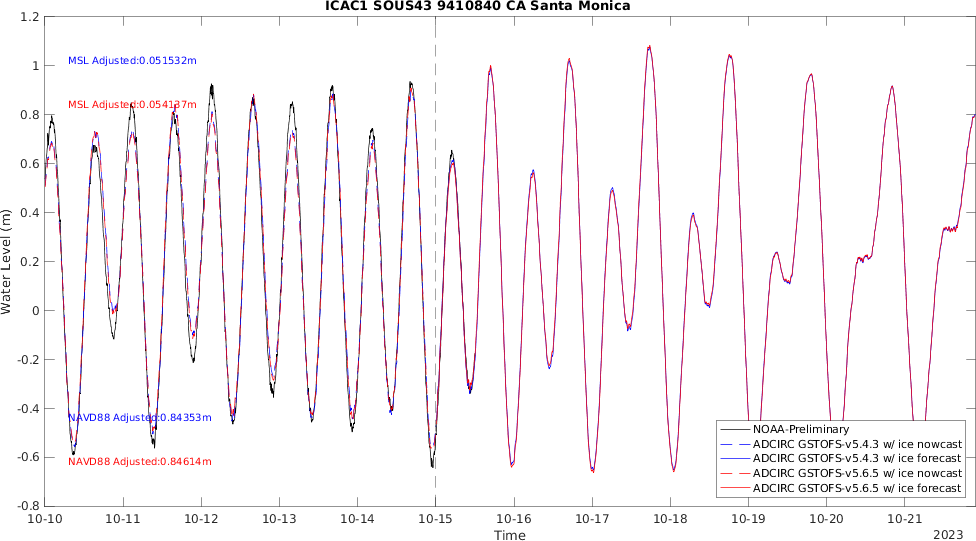 ICAC1 SOUS43 9410840 CA Santa Monica
1.2
1
0.8
0.6
0.4
0.2
0
-0.2
-0.4
-0.6
-0.8
Water Level (m)
MSL Adjusted:0.051532m
MSL Adjusted:0.054137m
NAVD88 Adjusted:0.84353m
NAVD88 Adjusted:0.84614m
NOAA-Preliminary
ADCIRC GSTOFS-v5.4.3 w/ ice nowcast
ADCIRC GSTOFS-v5.4.3 w/ ice forecast
ADCIRC GSTOFS-v5.6.5 w/ ice nowcast
ADCIRC GSTOFS-v5.6.5 w/ ice forecast
10-10 10-11 10-12 10-13 10-14 10-15 10-16 10-17 10-18 10-19 10-20 10-21
Time
2023